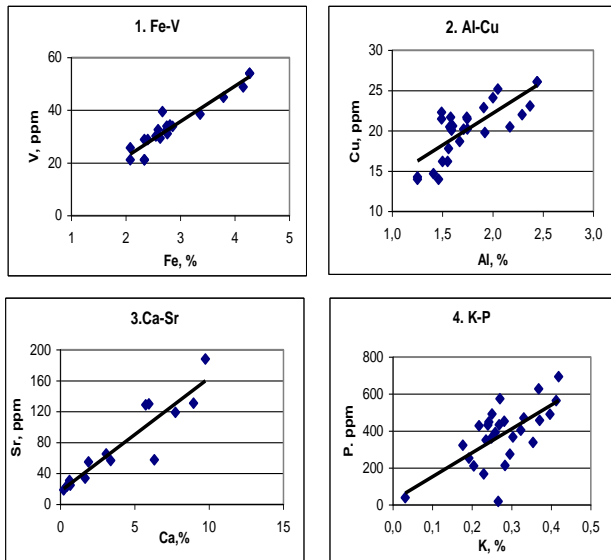 1. Fe-V
V, ppm
60
40
20
0
1 2 3 4 5
Fe, %
2. Al-Cu
Cu, ppm
30
25
20
15
10
1,0 1,5 2,0 2,5 3,0
Al, %
3.Ca-Sr
Sr, ppm
200
160
120
80
40
0
0 5 10 15
Ca,%
4. K-P
P. ppm
800
600
400
200
0
0,0 0,1 0,2 0,3 0,4 0,5
K, %